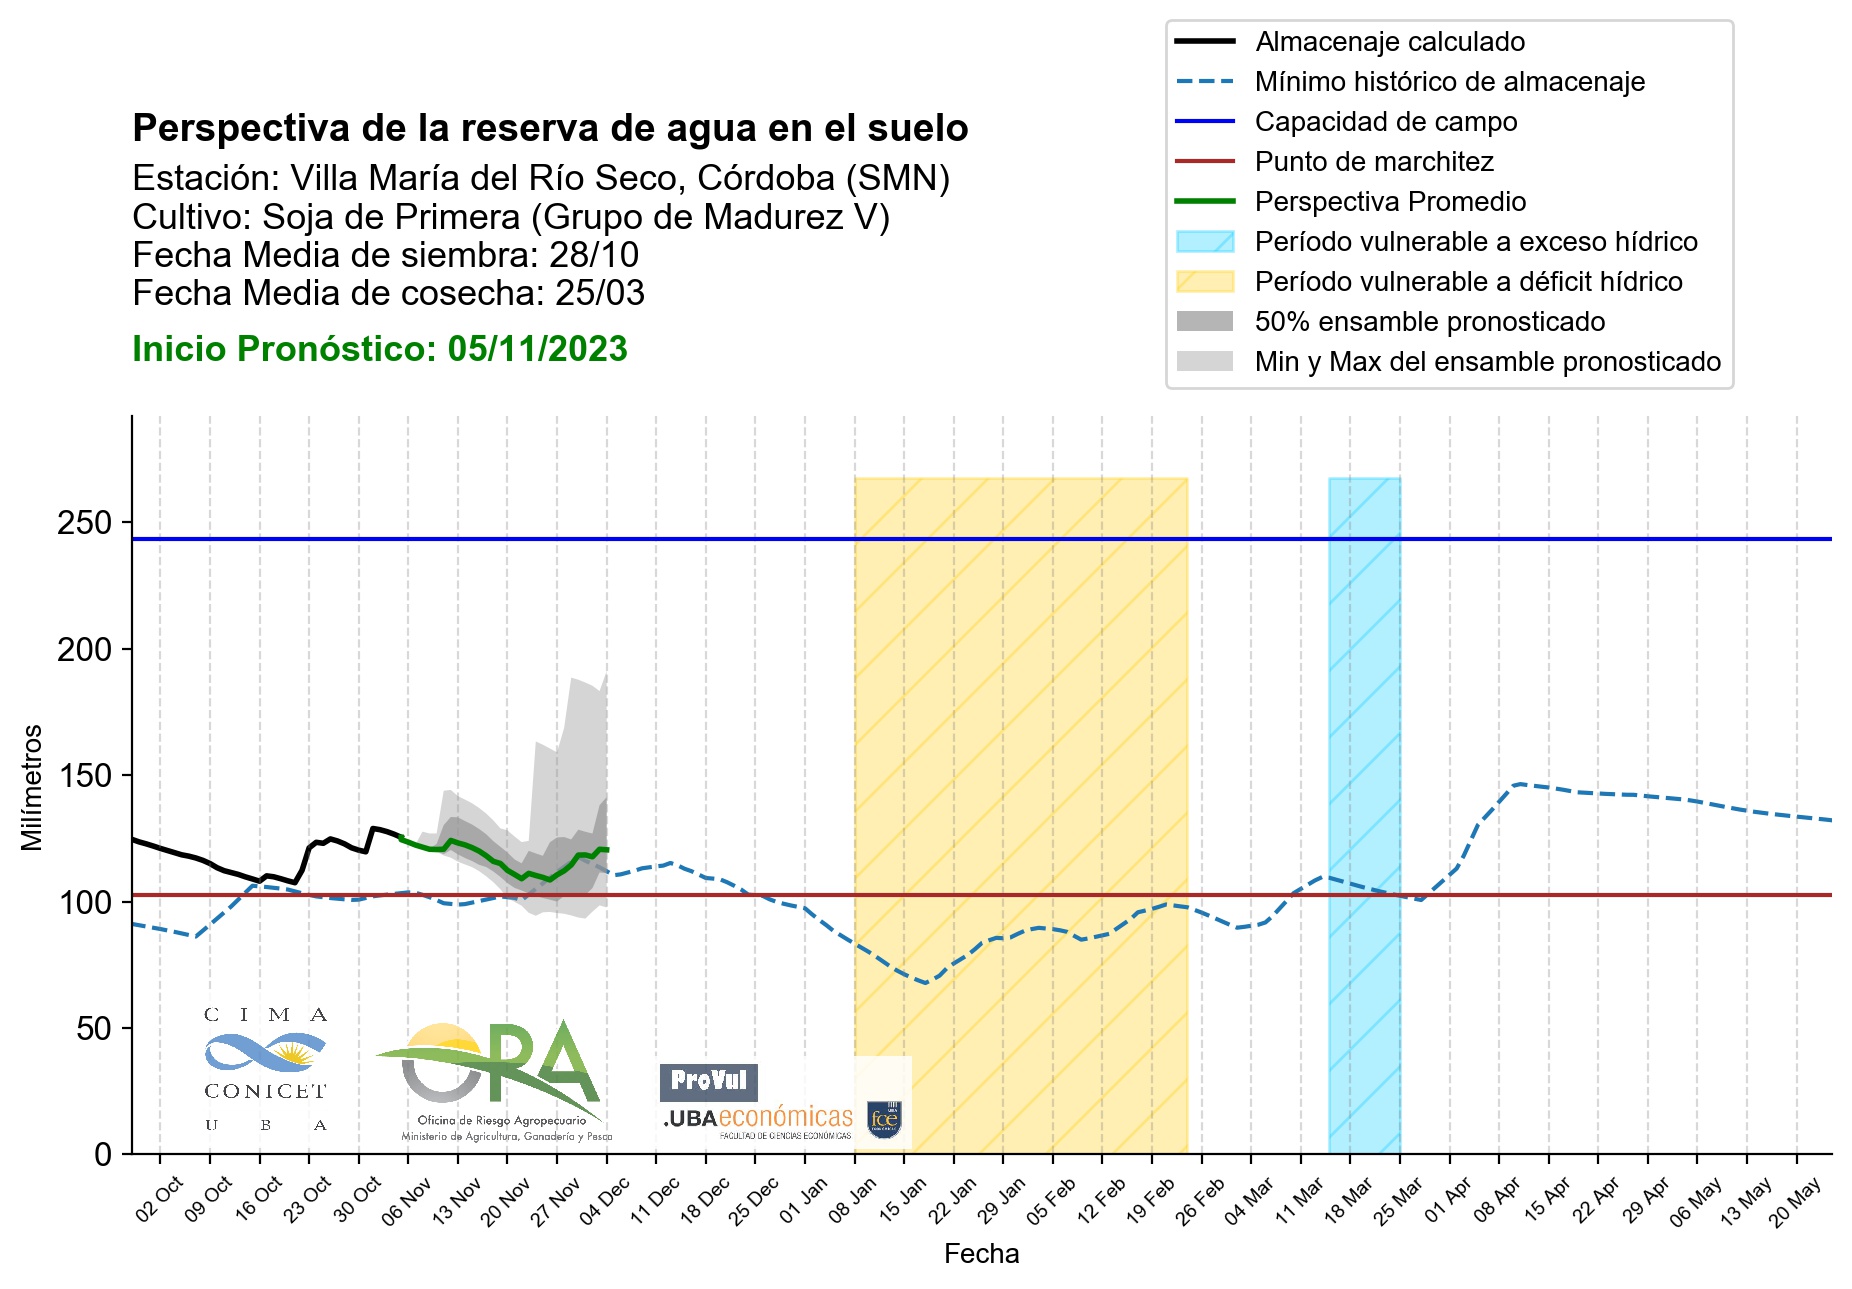 Almacenaje calculado
Mínimo histórico de almacenaje
Capacidad de campo
Punto de marchitez
Perspectiva Promedio
Período vulnerable a exceso hídrico
Período vulnerable a déficit hídrico
50% ensamble pronosticado
Min y Max del ensamble pronosticado
Perspectiva de la reserva de agua en el suelo
Estación: Villa María del Río Seco, Córdoba (SMN)
Cultivo: Soja de Primera (Grupo de Madurez V)
Fecha Media de siembra: 28/10
Fecha Media de cosecha: 25/03
Inicio Pronóstico: 05/11/2023
250
200
150
100
50
0
Milímetros
CIMA
CONICET
UBA
ORA
Oficina de Riesgo Agropecuario
Ministerio de Agricultura, Ganadería y Pesca
ProVul
.UBAeconómicas
FACULTAD DE CIENCIAS ECONÓMICAS
fce
02 Oct
09 Oct
16 Oct
23 Oct
30 Oct
06 Nov
13 Nov
20 Nov
27 Nov
04 Dec
11 Dec
18 Dec
25 Dec
01 Jan
08 Jan
15 Jan
22 Jan
29 Jan
05 Feb
12 Feb
19 Feb
26 Feb
04 Mar
11 Mar
18 Mar
25 Mar
01 Apr
08 Apr
15 Apr
22 Apr
29 Apr
06 May
13 May
20 May
Fecha